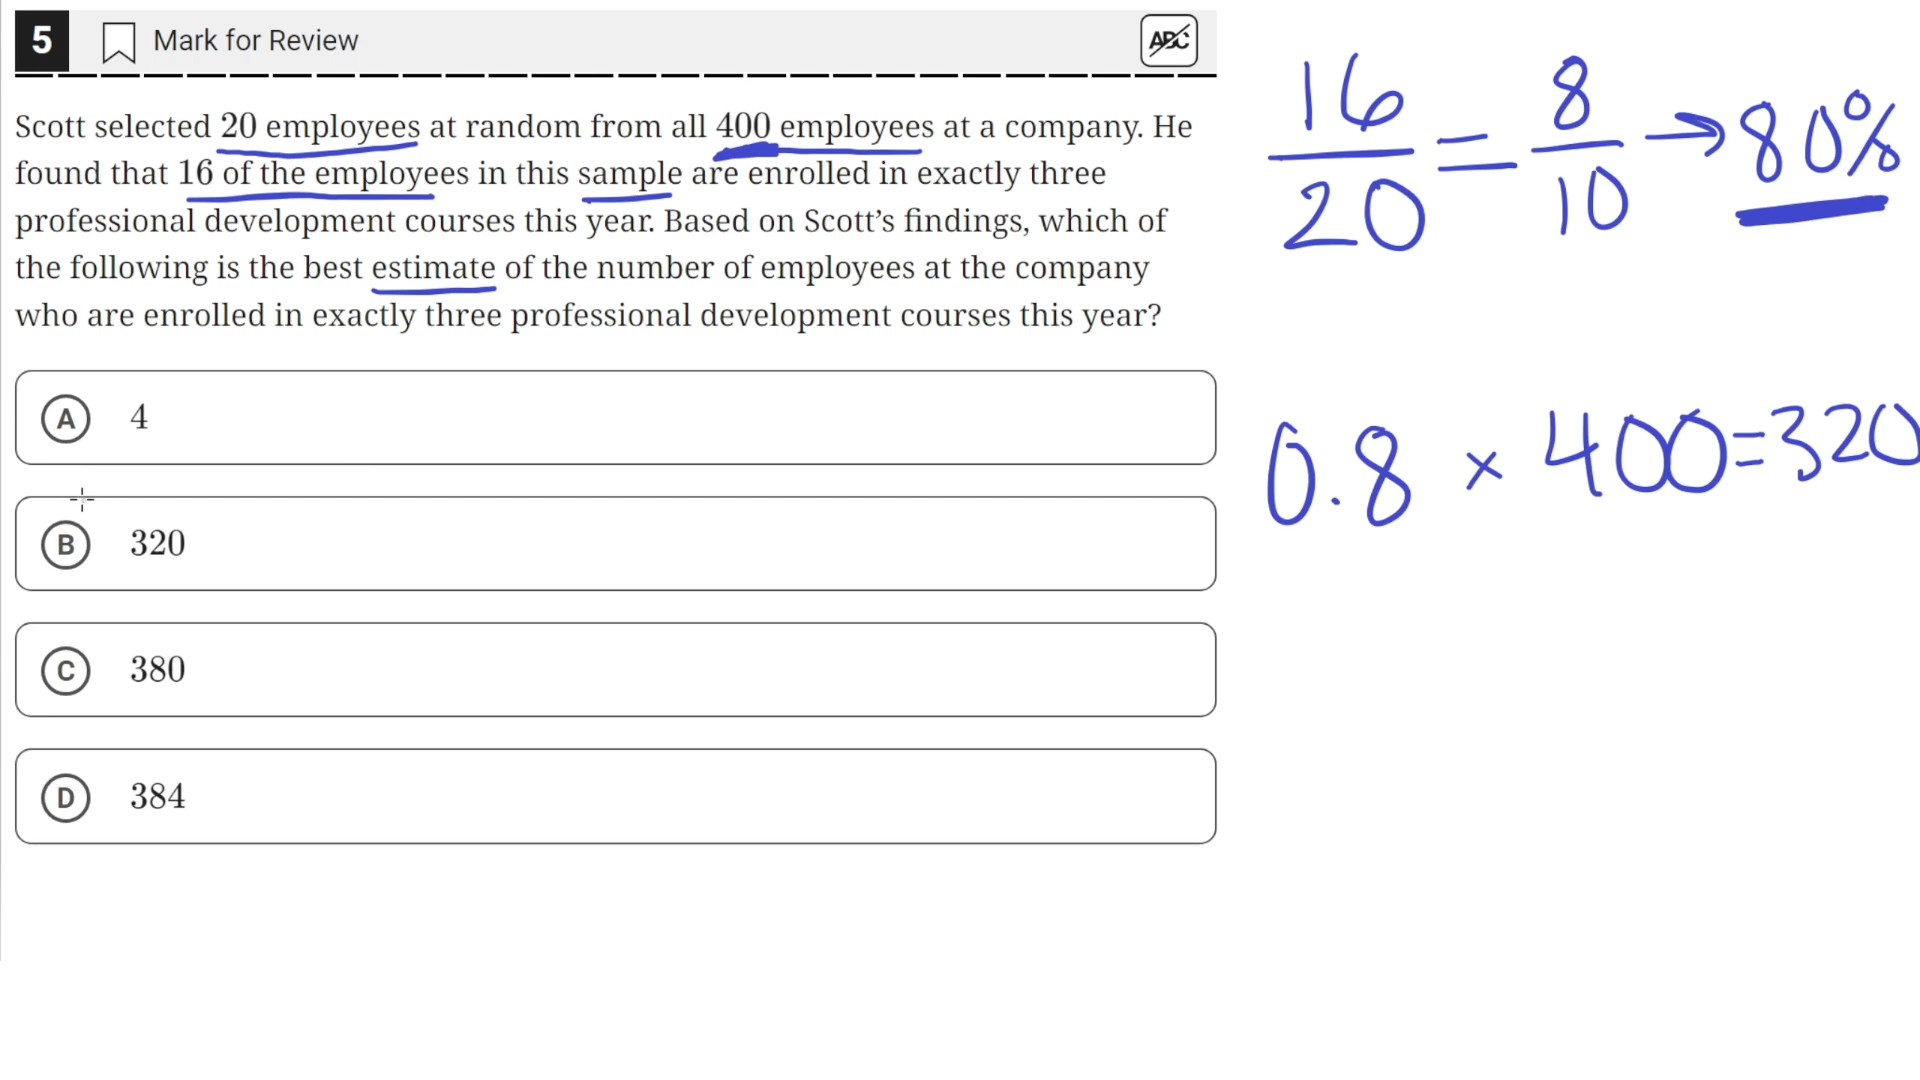 5 Mark for Review ABC
Scott selected 20 employees at random from all 400 employees at a company. He
found that 16 of the employees in this sample are enrolled in exactly three
professional development courses this year. Based on Scott’s findings, which of
the following is the best estimate of the number of employees at the company
who are enrolled in exactly three professional development courses this year?
A 4
B 320
C 380
D 384
16/20 = 8/10 → 80%
0.8 × 400 = 320